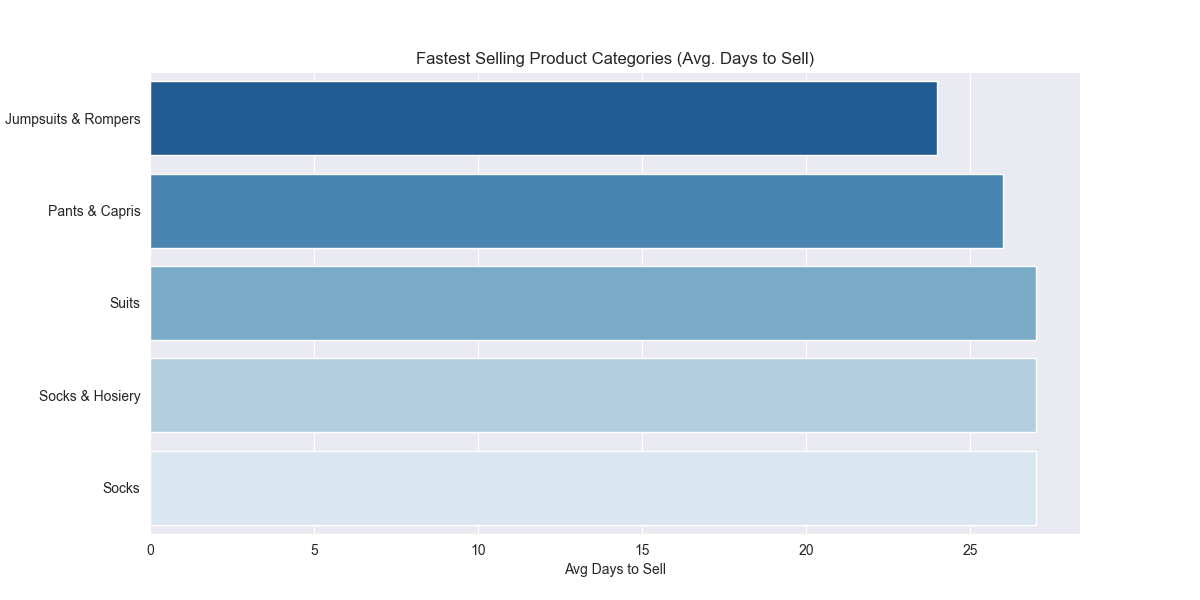 Fastest Selling Product Categories (Avg. Days to Sell)
Jumpsuits & Rompers
Pants & Capris
Suits
Socks & Hosiery
Socks
0 5 10 15 20 25
Avg Days to Sell